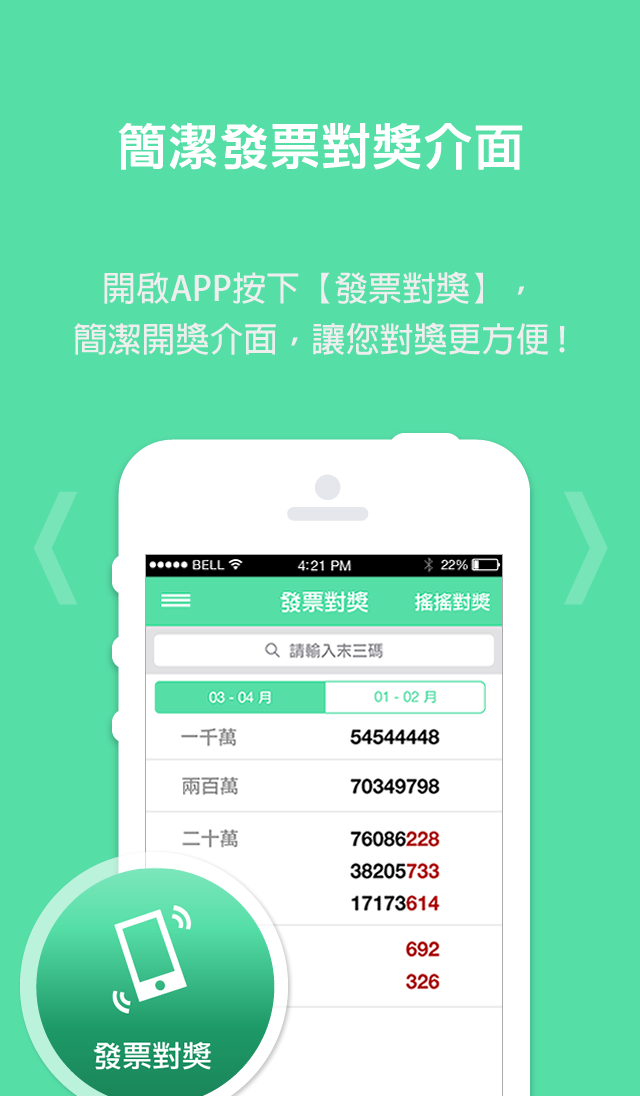 簡潔發票對獎介面
開啟APP按下【發票對獎】，
簡潔開獎介面，讓您對獎更方便！
BELL 4:21 PM 22%
發票對獎 搖搖對獎
請輸入末三碼
03 - 04 月 01 - 02 月
一千萬 54544448
兩百萬 70349798
二十萬 76086228
38205733
17173614
692
326
發票對獎